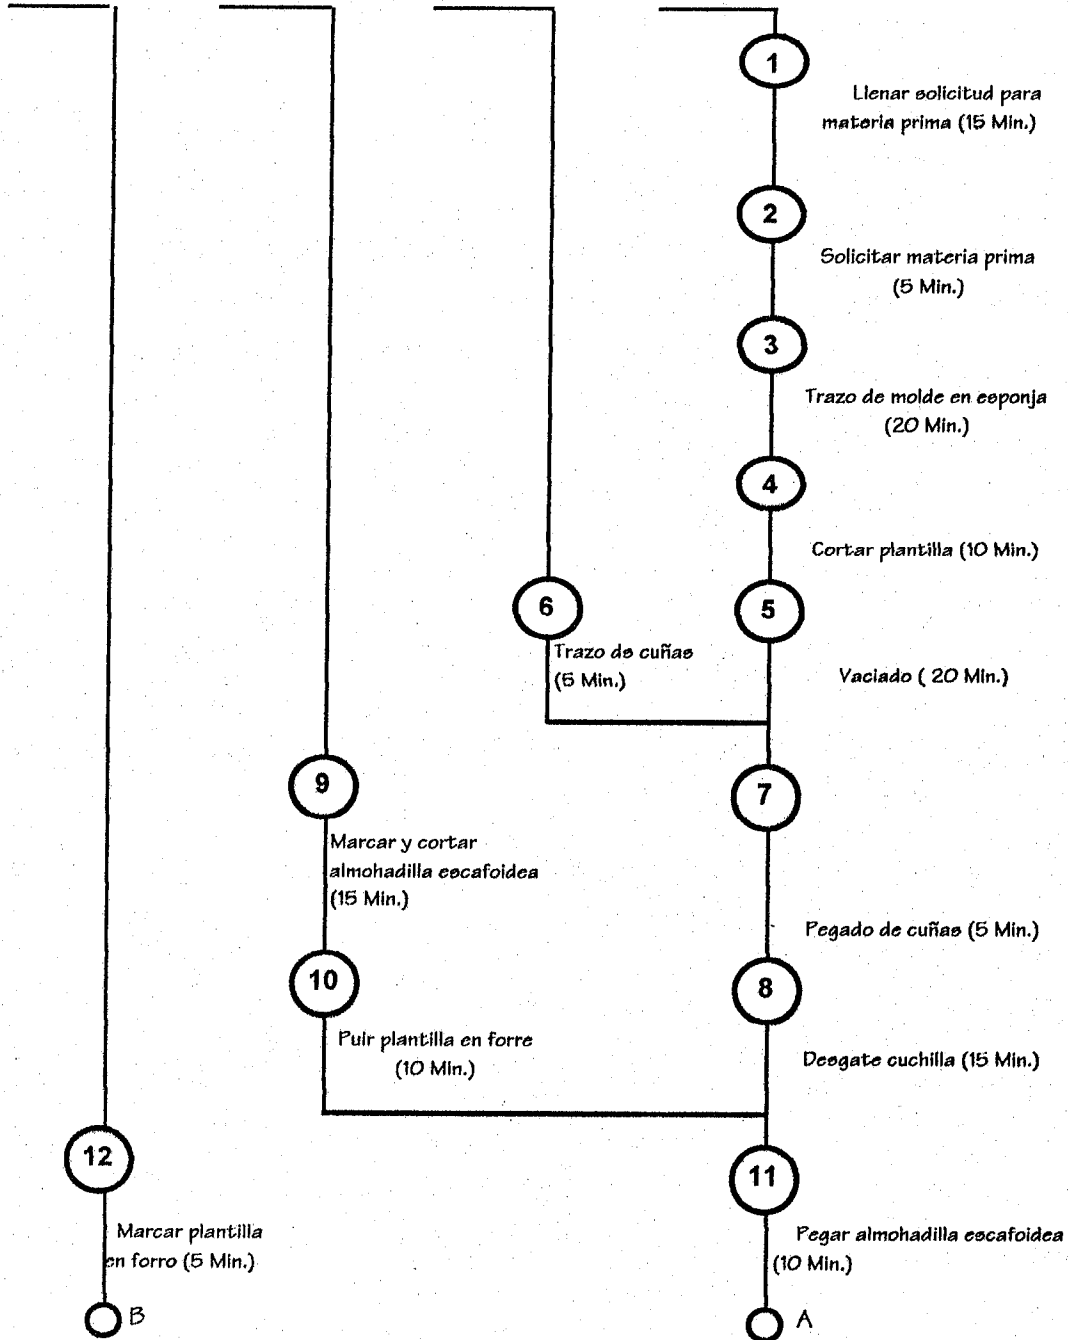 1
Llenar solicitud para
materia prima (15 Min.)
2
Solicitar materia prima
(5 Min.)
3
Trazo de molde en esponja
(20 Min.)
4
Cortar plantilla (10 Min.)
5
Vaciado ( 20 Min.)
6
Trazo de cuñas
(5 Min.)
7
Pegado de cuñas (5 Min.)
8
Desgate cuchilla (15 Min.)
9
Marcar y cortar
almohadilla escafoidea
(15 Min.)
10
Pulr plantilla en forre
(10 Min.)
11
Pegar almohadilla escafoidea
(10 Min.)
A
12
Marcar plantilla
en forro (5 Min.)
B